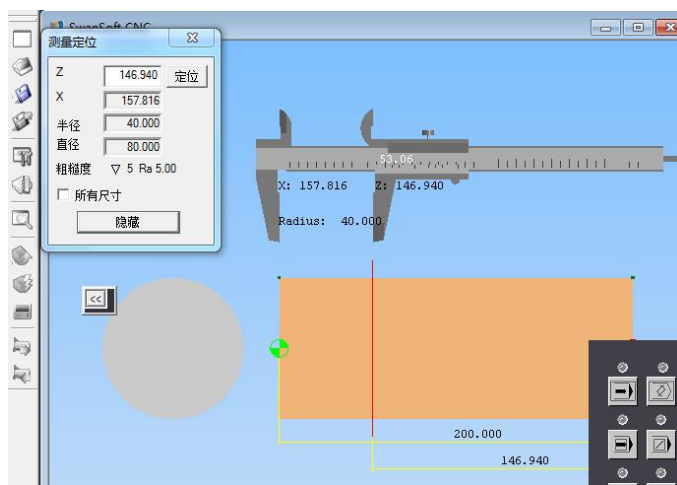 SwanSoft CNC
测量定位
Z 146.940 定位
X 157.816
半径 40.000
直径 80.000
粗糙度 ▽ 5 Ra 5.00
所有尺寸
隐藏
53.06
X: 157.816 Z: 146.940
Radius: 40.000
<<
200.000
146.940